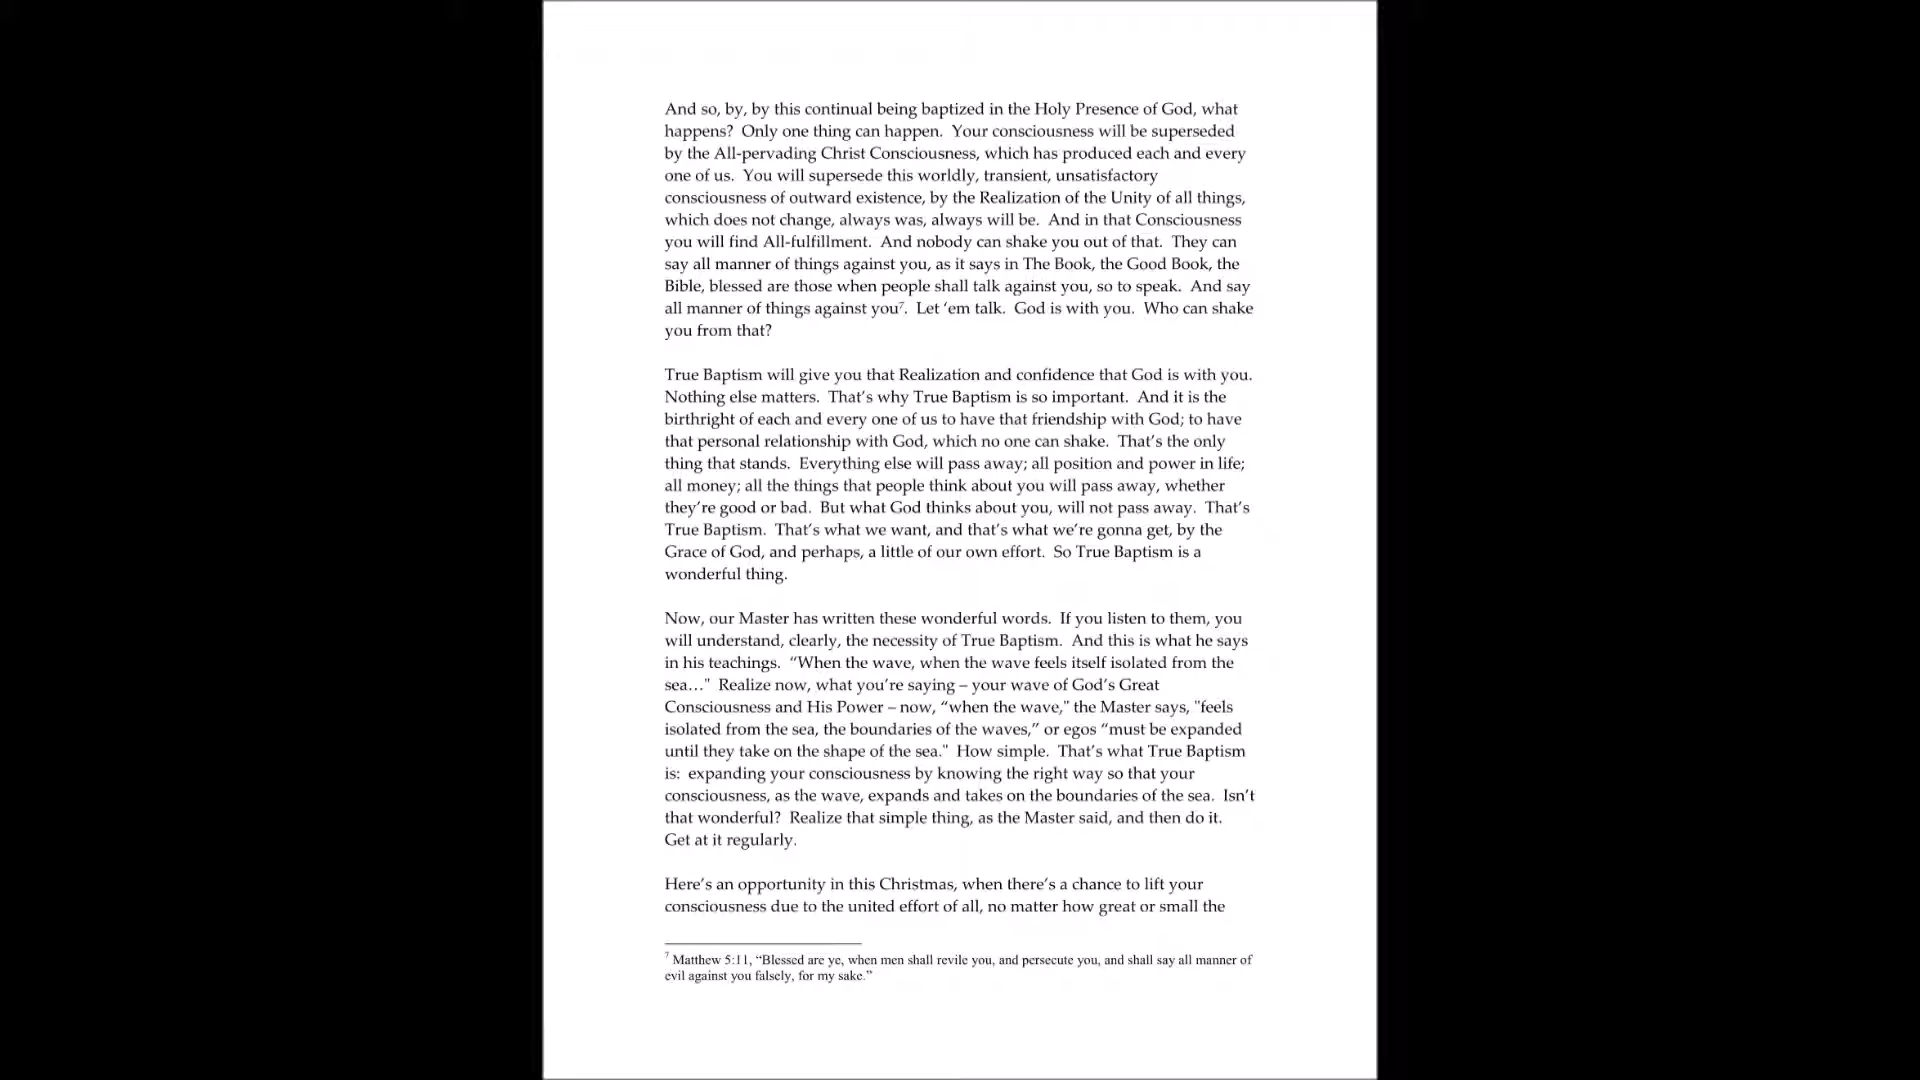 And so, by, by this continual being baptized in the Holy Presence of God, what
happens?  Only one thing can happen.  Your consciousness will be superseded
by the All-pervading Christ Consciousness, which has produced each and every
one of us.  You will supersede this worldly, transient, unsatisfactory
consciousness of outward existence, by the Realization of the Unity of all things,
which does not change, always was, always will be.  And in that Consciousness
you will find All-fulfillment.  And nobody can shake you out of that.  They can
say all manner of things against you, as it says in The Book, the Good Book, the
Bible, blessed are those when people shall talk against you, so to speak.  And say
all manner of things against you⁷.  Let ‘em talk.  God is with you.  Who can shake
you from that?
True Baptism will give you that Realization and confidence that God is with you.
Nothing else matters.  That’s why True Baptism is so important.  And it is the
birthright of each and every one of us to have that friendship with God; to have
that personal relationship with God, which no one can shake.  That’s the only
thing that stands.  Everything else will pass away; all position and power in life;
all money; all the things that people think about you will pass away, whether
they’re good or bad.  But what God thinks about you, will not pass away.  That’s
True Baptism.  That’s what we want, and that’s what we’re gonna get, by the
Grace of God, and perhaps, a little of our own effort.  So True Baptism is a
wonderful thing.
Now, our Master has written these wonderful words.  If you listen to them, you
will understand, clearly, the necessity of True Baptism.  And this is what he says
in his teachings.  “When the wave, when the wave feels itself isolated from the
sea…"  Realize now, what you’re saying – your wave of God’s Great
Consciousness and His Power – now, “when the wave," the Master says, "feels
isolated from the sea, the boundaries of the waves,” or egos “must be expanded
until they take on the shape of the sea."  How simple.  That’s what True Baptism
is:  expanding your consciousness by knowing the right way so that your
consciousness, as the wave, expands and takes on the boundaries of the sea.  Isn’t
that wonderful?  Realize that simple thing, as the Master said, and then do it.
Get at it regularly.
Here’s an opportunity in this Christmas, when there’s a chance to lift your
consciousness due to the united effort of all, no matter how great or small the
⁷ Matthew 5:11, “Blessed are ye, when men shall revile you, and persecute you, and shall say all manner of
evil against you falsely, for my sake.”